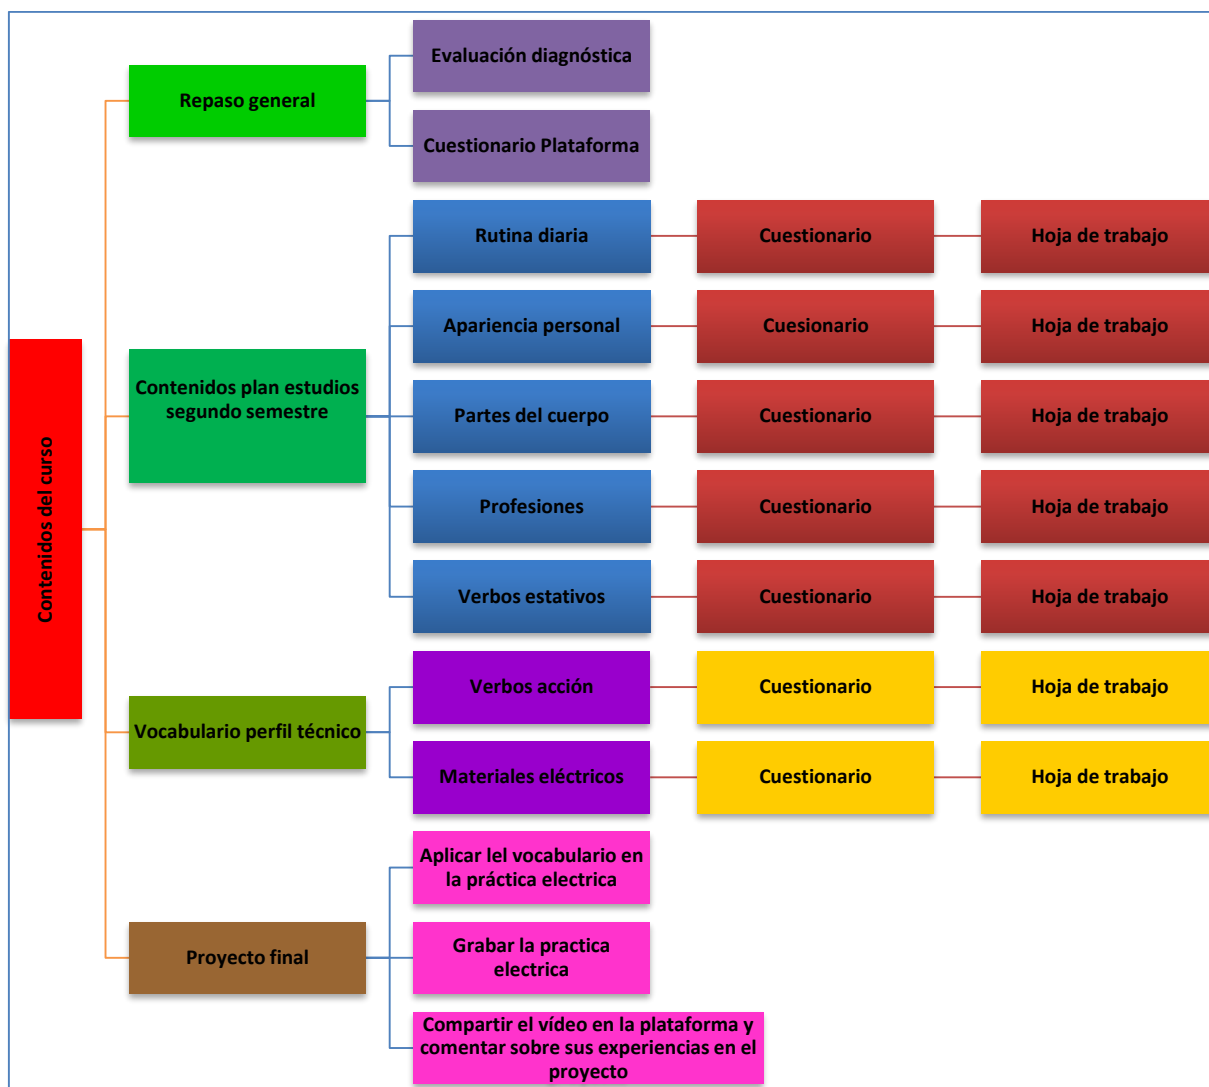 Contenidos del curso
Repaso general
Evaluación diagnóstica
Cuestionario Plataforma
Contenidos plan estudios
segundo semestre
Rutina diaria
Cuestionario
Hoja de trabajo
Apariencia personal
Cuesionario
Hoja de trabajo
Partes del cuerpo
Cuestionario
Hoja de trabajo
Profesiones
Cuestionario
Hoja de trabajo
Verbos estativos
Cuestionario
Hoja de trabajo
Vocabulario perfil técnico
Verbos acción
Cuestionario
Hoja de trabajo
Materiales eléctricos
Cuestionario
Hoja de trabajo
Proyecto final
Aplicar lel vocabulario en
la práctica electrica
Grabar la practica
electrica
Compartir el vídeo en la plataforma y
comentar sobre sus experiencias en el
proyecto